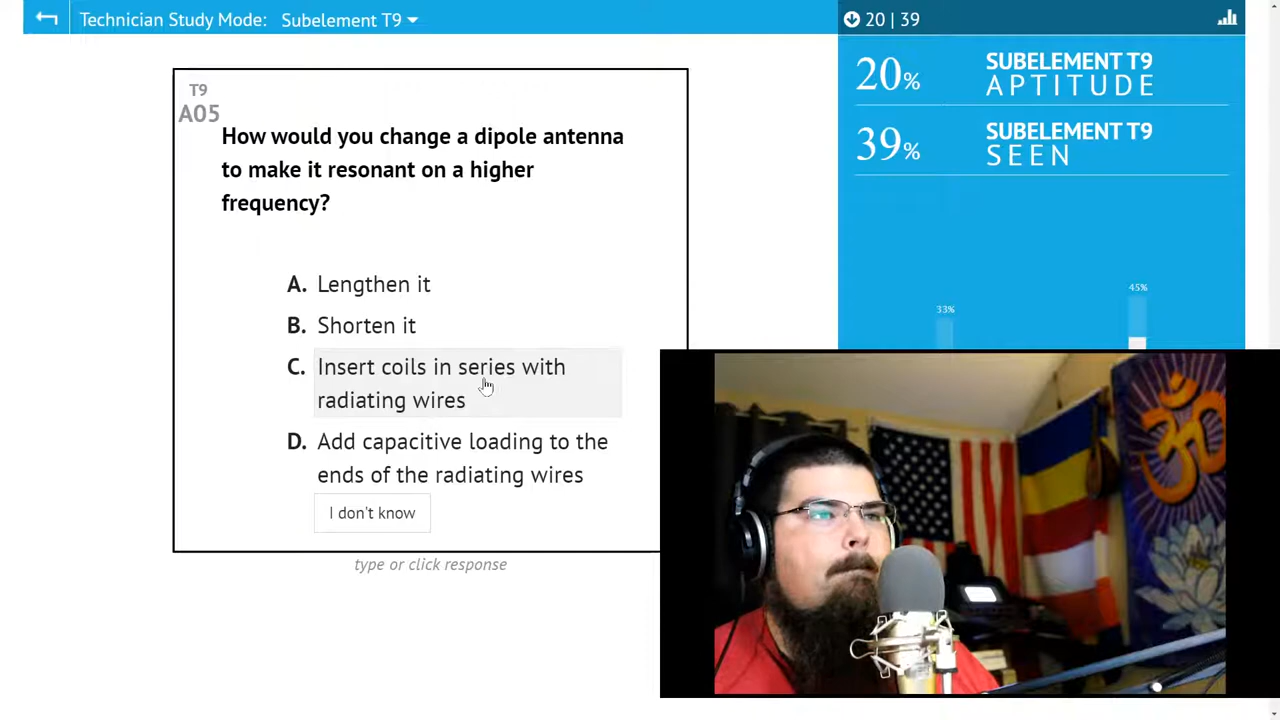 Technician Study Mode: Subelement T9
20 | 39
T9
A05
How would you change a dipole antenna
to make it resonant on a higher
frequency?
A. Lengthen it
B. Shorten it
C. Insert coils in series with
radiating wires
D. Add capacitive loading to the
ends of the radiating wires
I don't know
type or click response
20% SUBELEMENT T9
APTITUDE
39% SUBELEMENT T9
SEEN
33%
45%